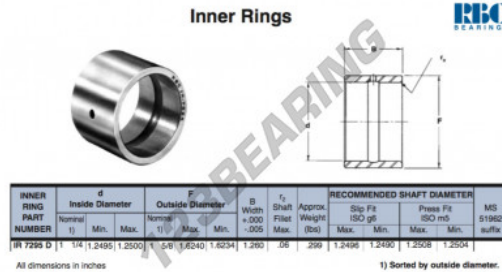 Inner Rings
RBC
BEARINGS
123BEARING
B
r₂
d
F
INNER RING PART NUMBER
d
Inside Diameter
Nominal 1)
Min.
Max.
F
Outside Diameter
Nominal 1)
Max.
Min.
B
Width
+.000
-.005
r₂
Shaft
Fillet
Max.
Approx.
Weight
(lbs)
RECOMMENDED SHAFT DIAMETER
Slip Fit
ISO g6
Max.
Min.
Press Fit
ISO m5
Max.
Min.
MS
51962
suffix
IR 7295 D 1 1/4 1.2495 1.2500 5/8 1.6240 1.6234 1.260 .06 .299 1.2496 1.2490 1.2508 1.2504
All dimensions in inches
1) Sorted by outside diameter.